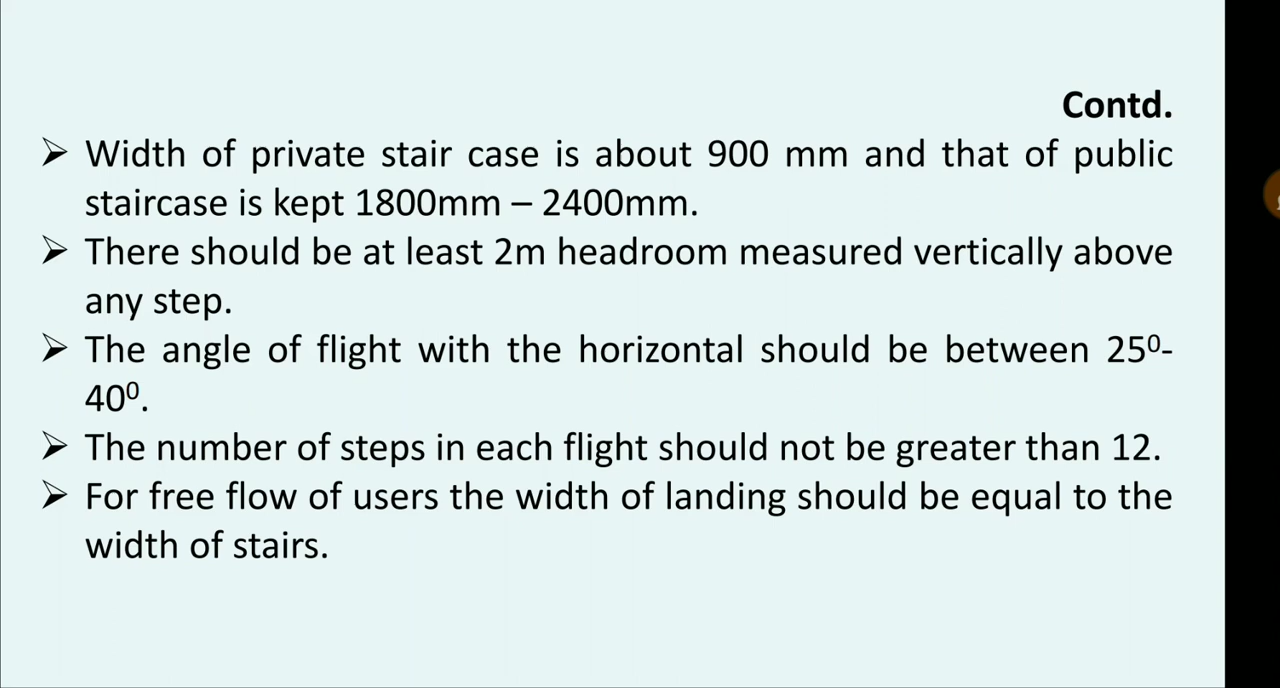 Contd.
➢ Width of private stair case is about 900 mm and that of public
staircase is kept 1800mm – 2400mm.
➢ There should be at least 2m headroom measured vertically above
any step.
➢ The angle of flight with the horizontal should be between 25⁰-
40⁰.
➢ The number of steps in each flight should not be greater than 12.
➢ For free flow of users the width of landing should be equal to the
width of stairs.